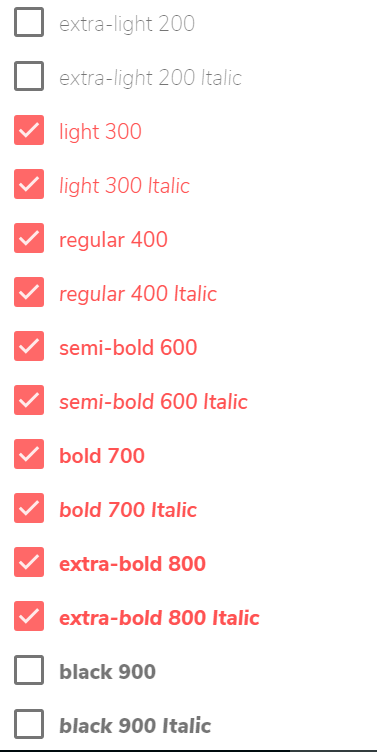 extra-light 200
extra-light 200 Italic
light 300
light 300 Italic
regular 400
regular 400 Italic
semi-bold 600
semi-bold 600 Italic
bold 700
bold 700 Italic
extra-bold 800
extra-bold 800 Italic
black 900
black 900 Italic